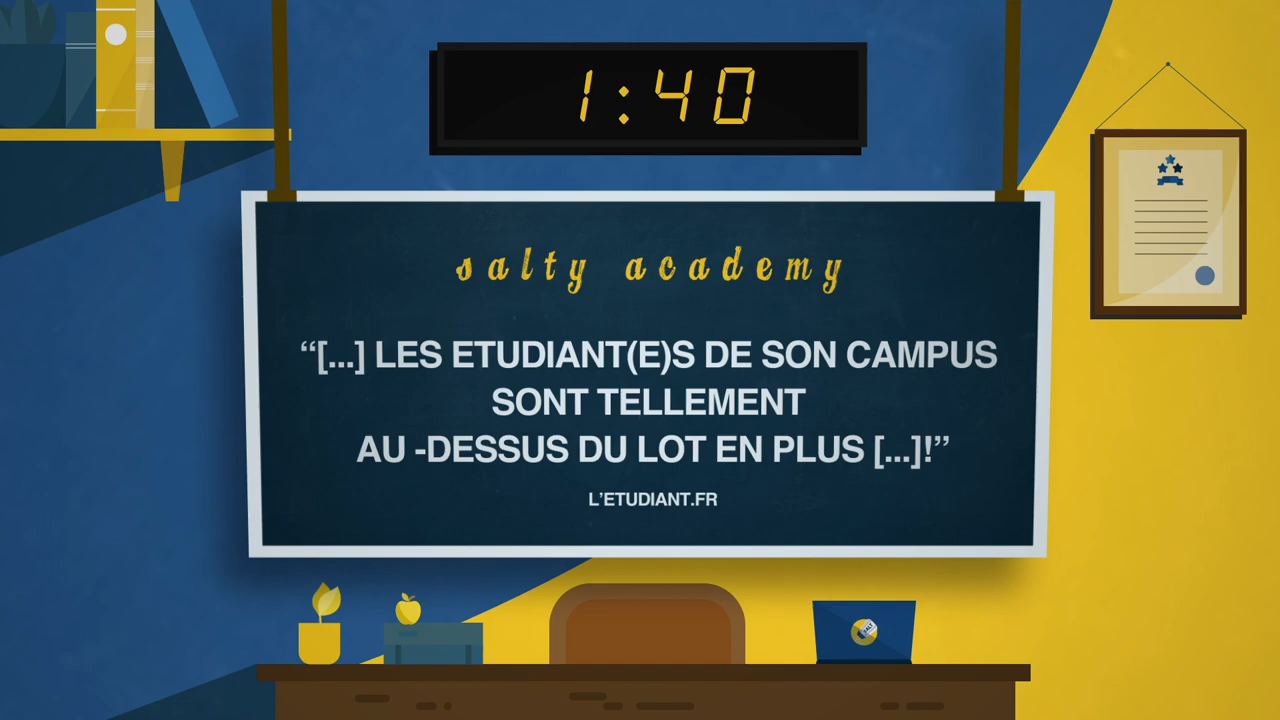 1:40
salty academy
“[...] LES ETUDIANT(E)S DE SON CAMPUS
SONT TELLEMENT
AU -DESSUS DU LOT EN PLUS [...]!”
L’ETUDIANT.FR